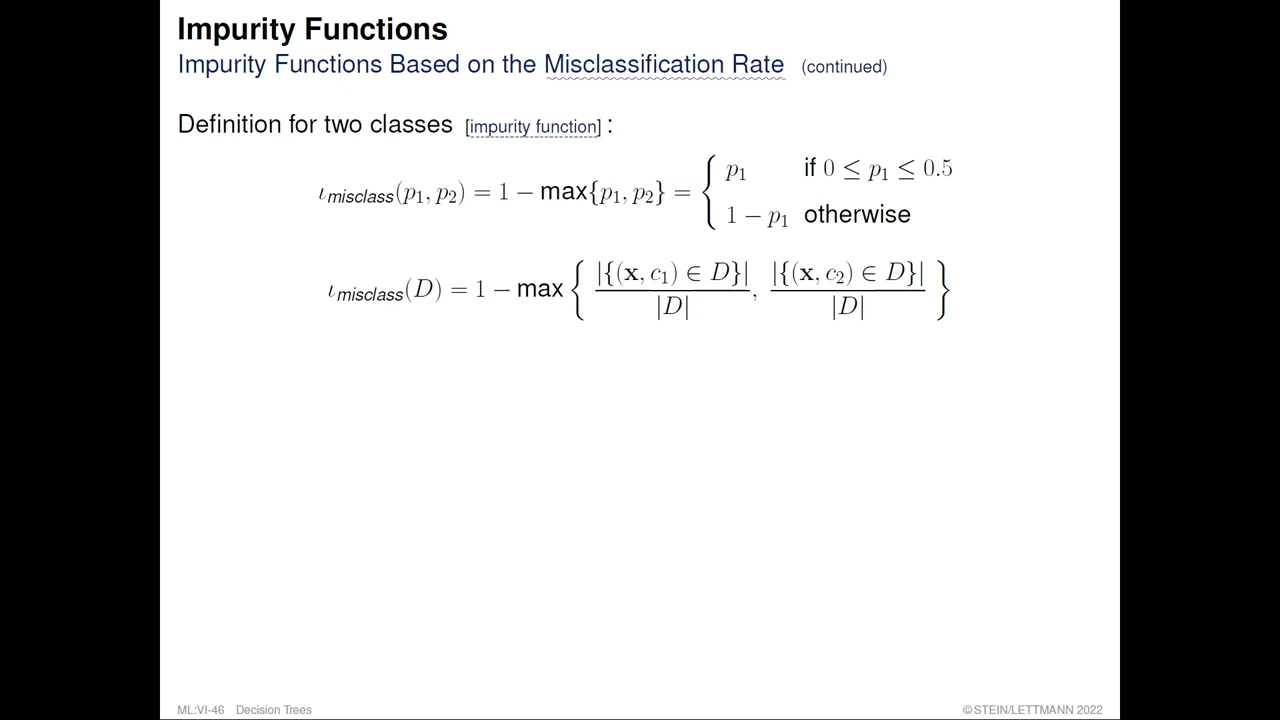 Impurity Functions
Impurity Functions Based on the Misclassification Rate (continued)
Definition for two classes [impurity function] :
ι_misclass(p₁, p₂) = 1 − max{p₁, p₂} = { p₁ if 0 ≤ p₁ ≤ 0.5
1 − p₁ otherwise
ι_misclass(D) = 1 − max { |{(x, c₁) ∈ D}| / |D| , |{(x, c₂) ∈ D}| / |D| }
ML:VI-46 Decision Trees
© STEIN/LETTMANN 2022